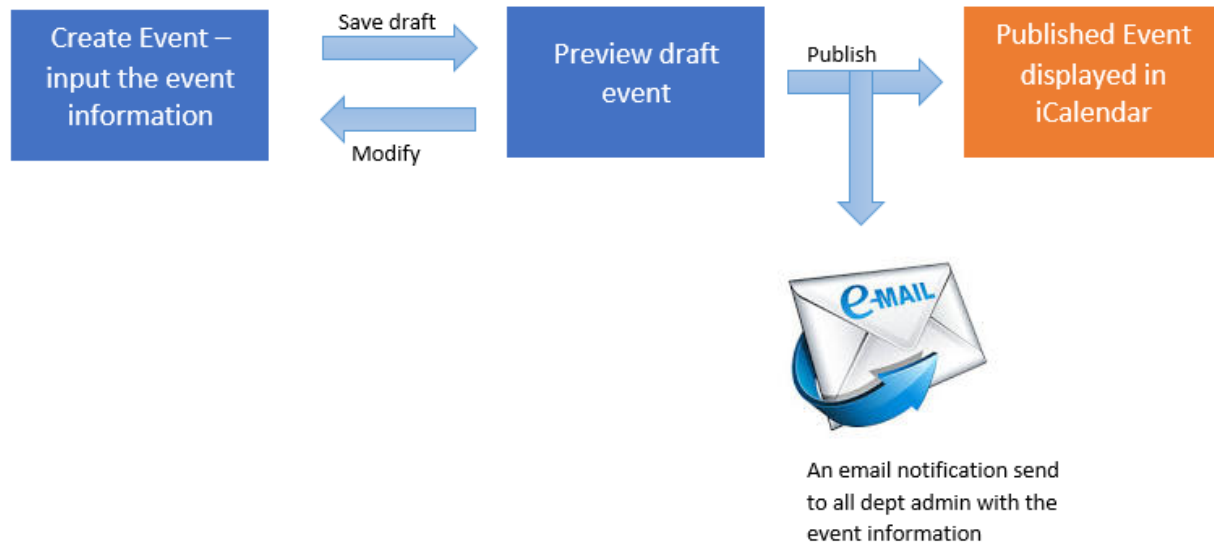 Create Event –
input the event
information
Save draft
Modify
Preview draft
event
Publish
Published Event
displayed in
iCalendar
e-MAIL
An email notification send
to all dept admin with the
event information